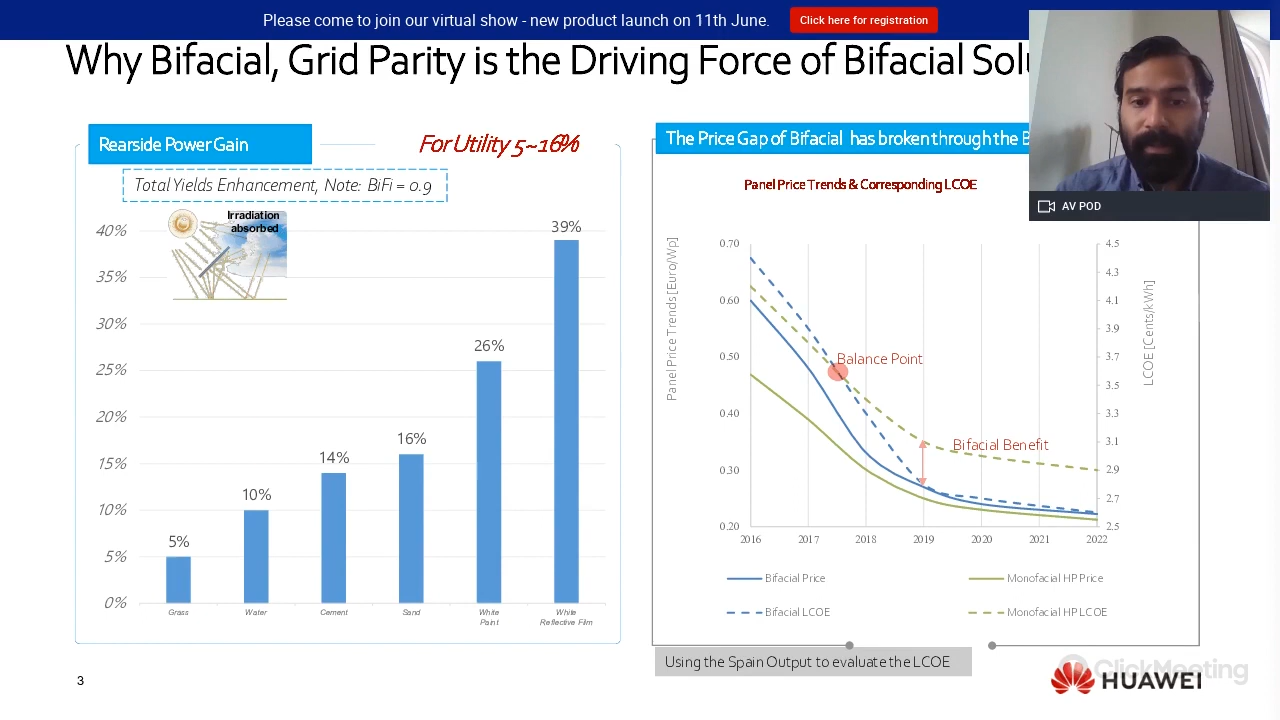 Please come to join our virtual show - new product launch on 11th June.
Click here for registration
Why Bifacial, Grid Parity is the Driving Force of Bifacial
AV POD
Rearside Power Gain
For Utility 5~16%
Total Yields Enhancement, Note: BiFi = 0.9
Irradiation
absorbed
40%
35%
30%
25%
20%
15%
10%
5%
0%
5%
10%
14%
16%
26%
39%
Grass
Water
Cement
Sand
White
Paint
White
Reflective Film
The Price Gap of Bifacial has broken through the
Panel Price Trends & Corresponding LCOE
Panel Price Trends [Euro/Wp]
0.70
0.60
0.50
0.40
0.30
0.20
Balance Point
Bifacial Benefit
4.5
4.3
4.1
3.9
3.7
3.5
3.3
3.1
2.9
2.7
2.5
LCOE [Cents/kWh]
2016
2017
2018
2019
2020
2021
2022
Bifacial Price
Monofacial HP Price
Bifacial LCOE
Monofacial HP LCOE
Using the Spain Output to evaluate the LCOE
3
ClickMeeting
HUAWEI